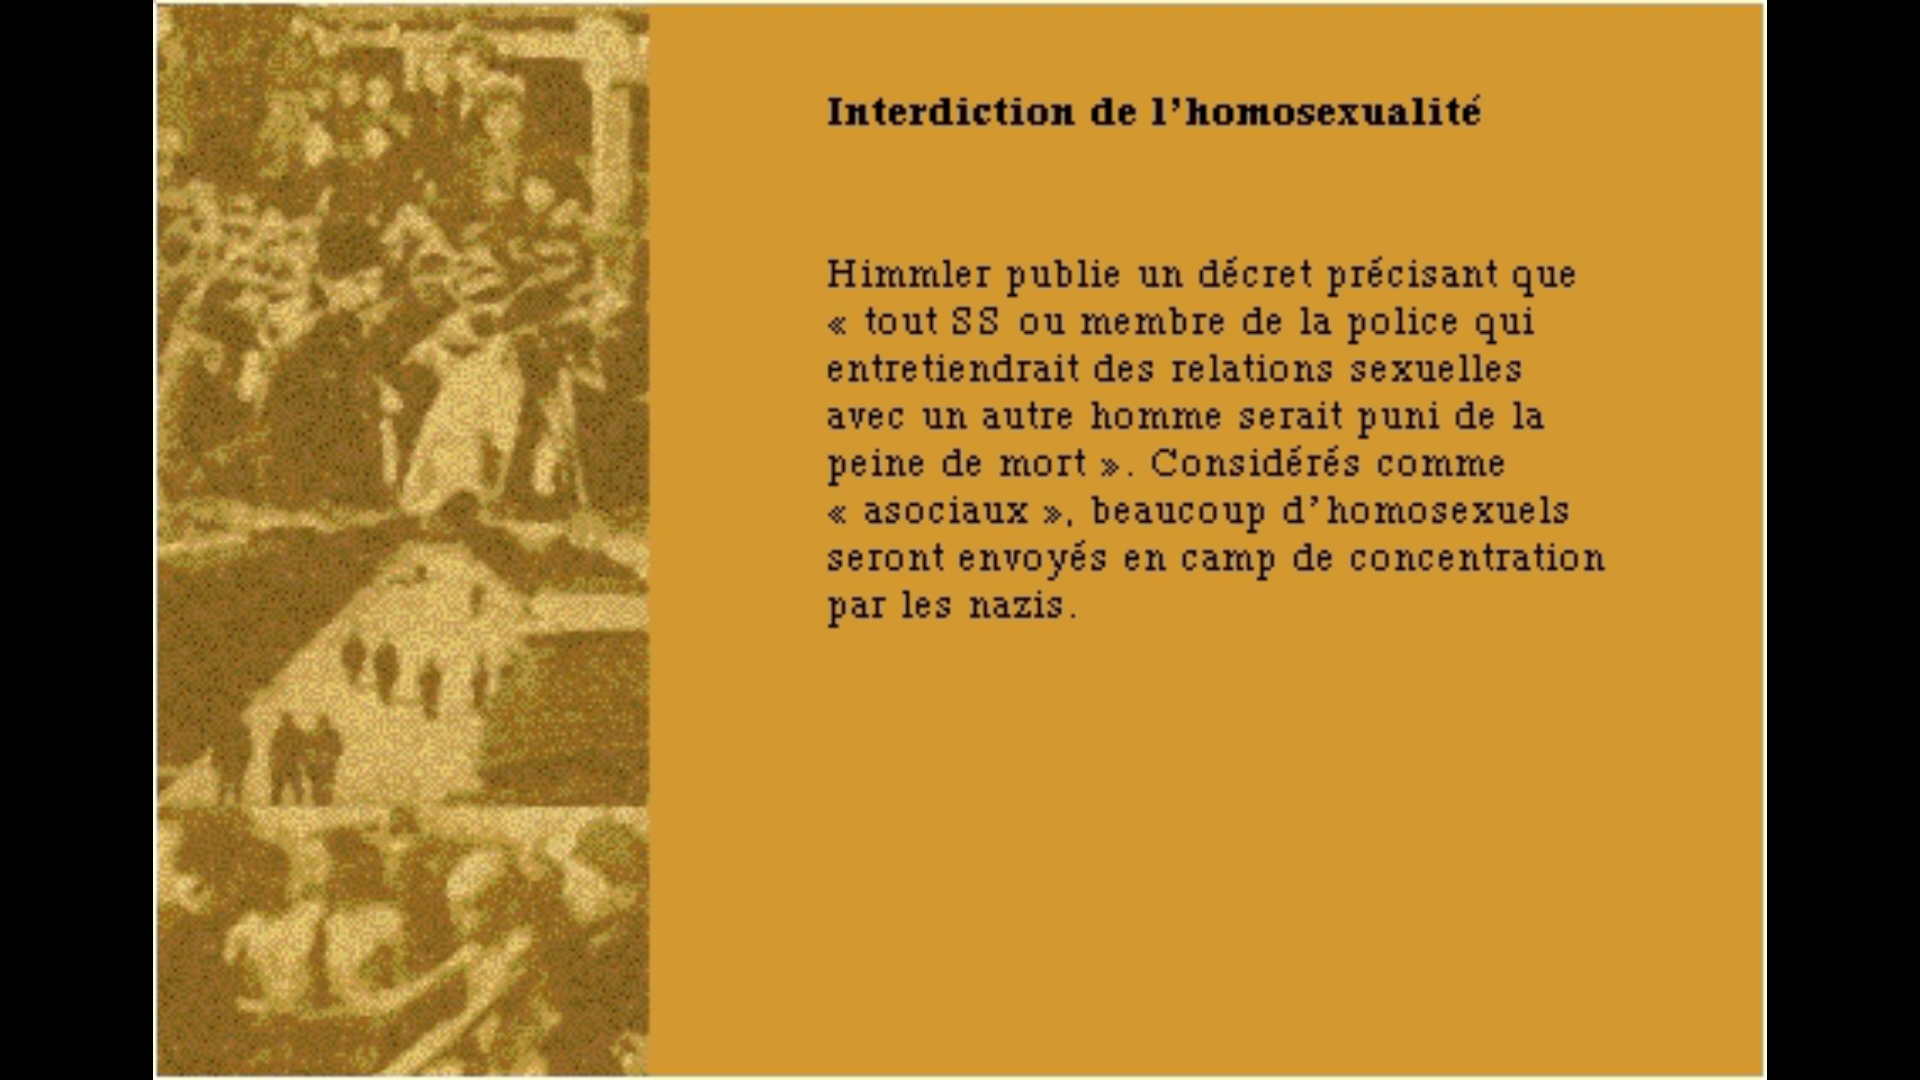 Interdiction de l’homosexualité
Himmler publie un décret précisant que
« tout SS ou membre de la police qui
entretiendrait des relations sexuelles
avec un autre homme serait puni de la
peine de mort ». Considérés comme
« asociaux », beaucoup d’homosexuels
seront envoyés en camp de concentration
par les nazis.